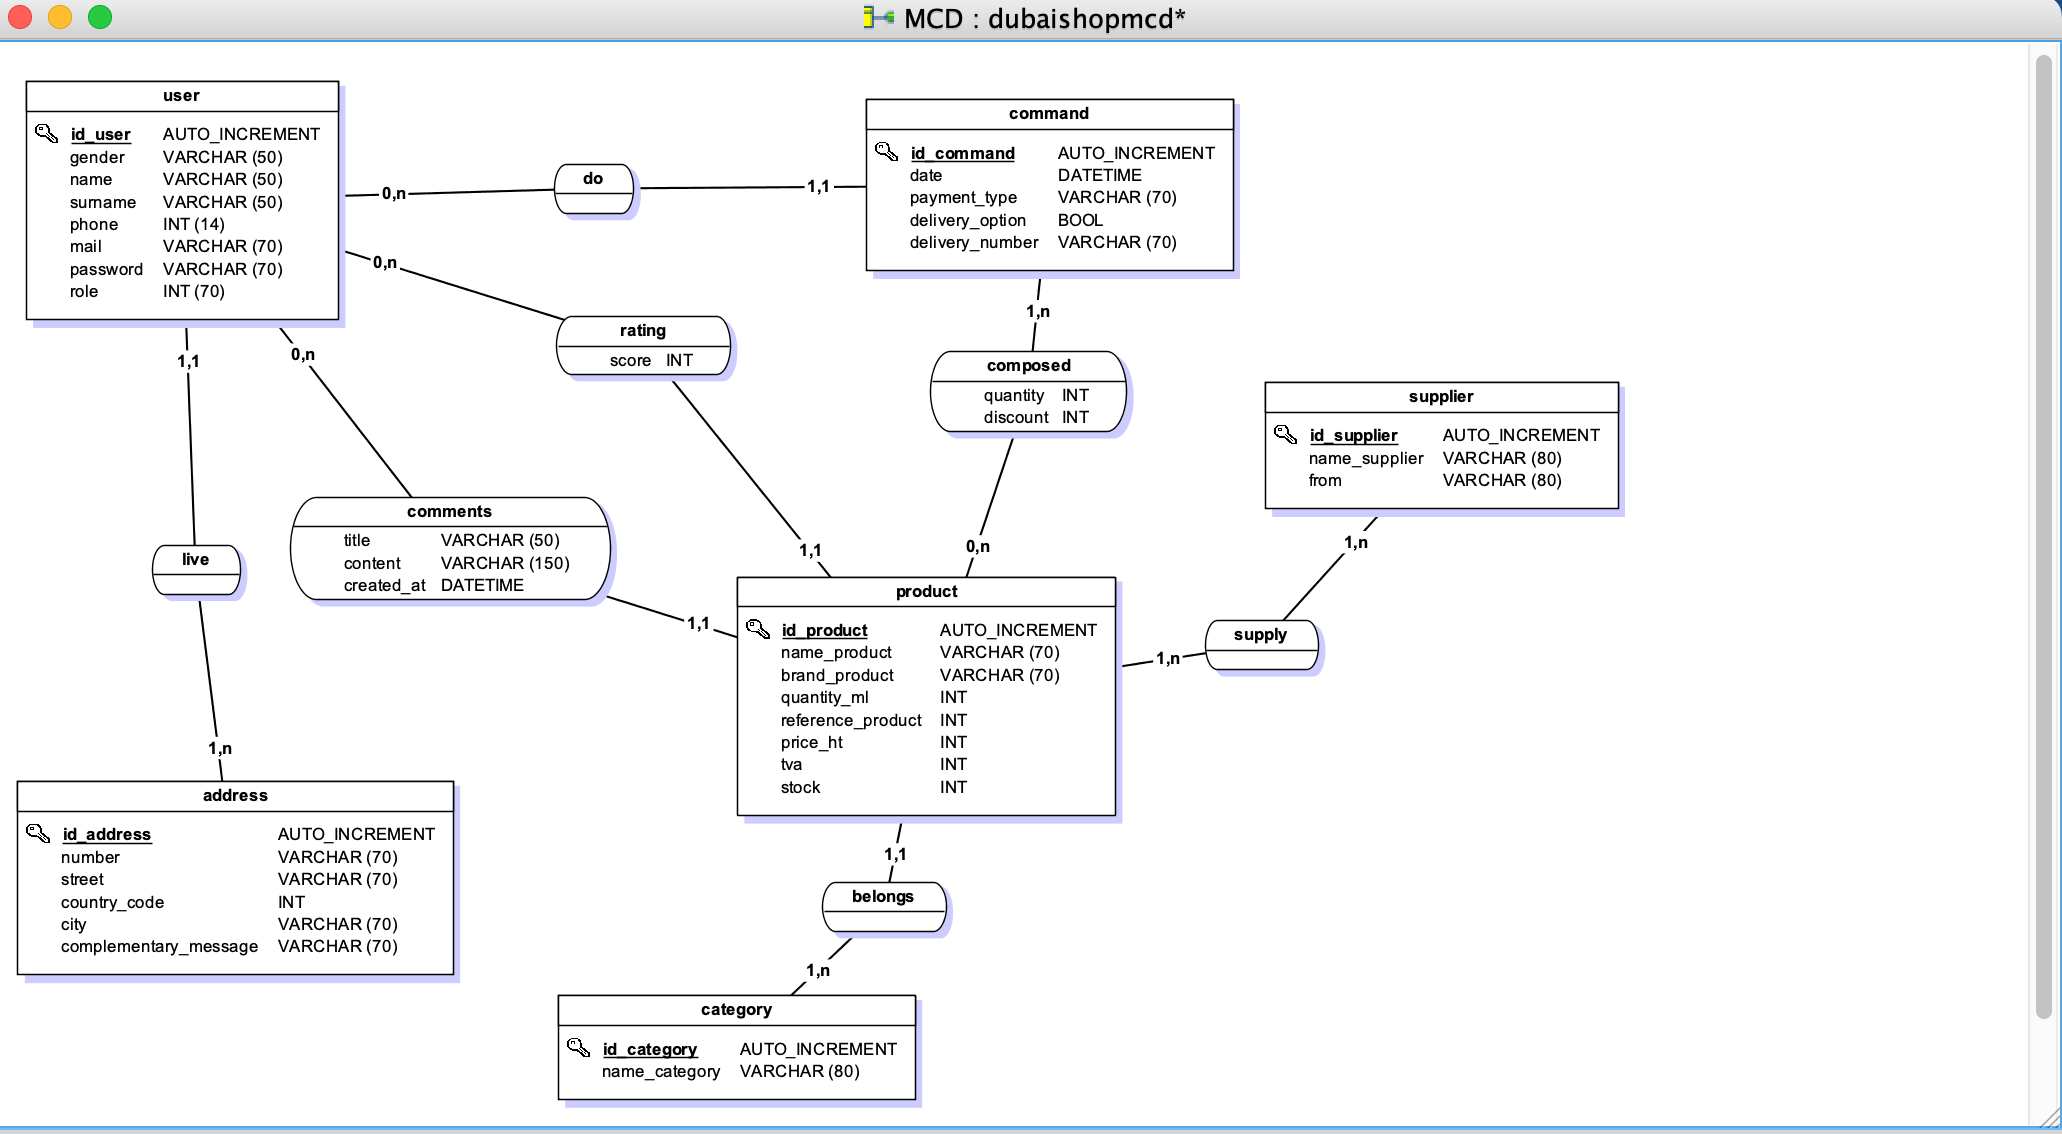 MCD : dubaishopmcd*
user
id_user AUTO_INCREMENT
gender VARCHAR (50)
name VARCHAR (50)
surname VARCHAR (50)
phone INT (14)
mail VARCHAR (70)
password VARCHAR (70)
role INT (70)
0,n
do
1,1
command
id_command AUTO_INCREMENT
date DATETIME
payment_type VARCHAR (70)
delivery_option BOOL
delivery_number VARCHAR (70)
0,n
rating
score INT
1,1
1,n
composed
quantity INT
discount INT
0,n
supplier
id_supplier AUTO_INCREMENT
name_supplier VARCHAR (80)
from VARCHAR (80)
1,n
supply
1,n
1,1
live
1,n
0,n
comments
title VARCHAR (50)
content VARCHAR (150)
created_at DATETIME
1,1
product
id_product AUTO_INCREMENT
name_product VARCHAR (70)
brand_product VARCHAR (70)
quantity_ml INT
reference_product INT
price_ht INT
tva INT
stock INT
address
id_address AUTO_INCREMENT
number VARCHAR (70)
street VARCHAR (70)
country_code INT
city VARCHAR (70)
complementary_message VARCHAR (70)
1,1
belongs
1,n
category
id_category AUTO_INCREMENT
name_category VARCHAR (80)